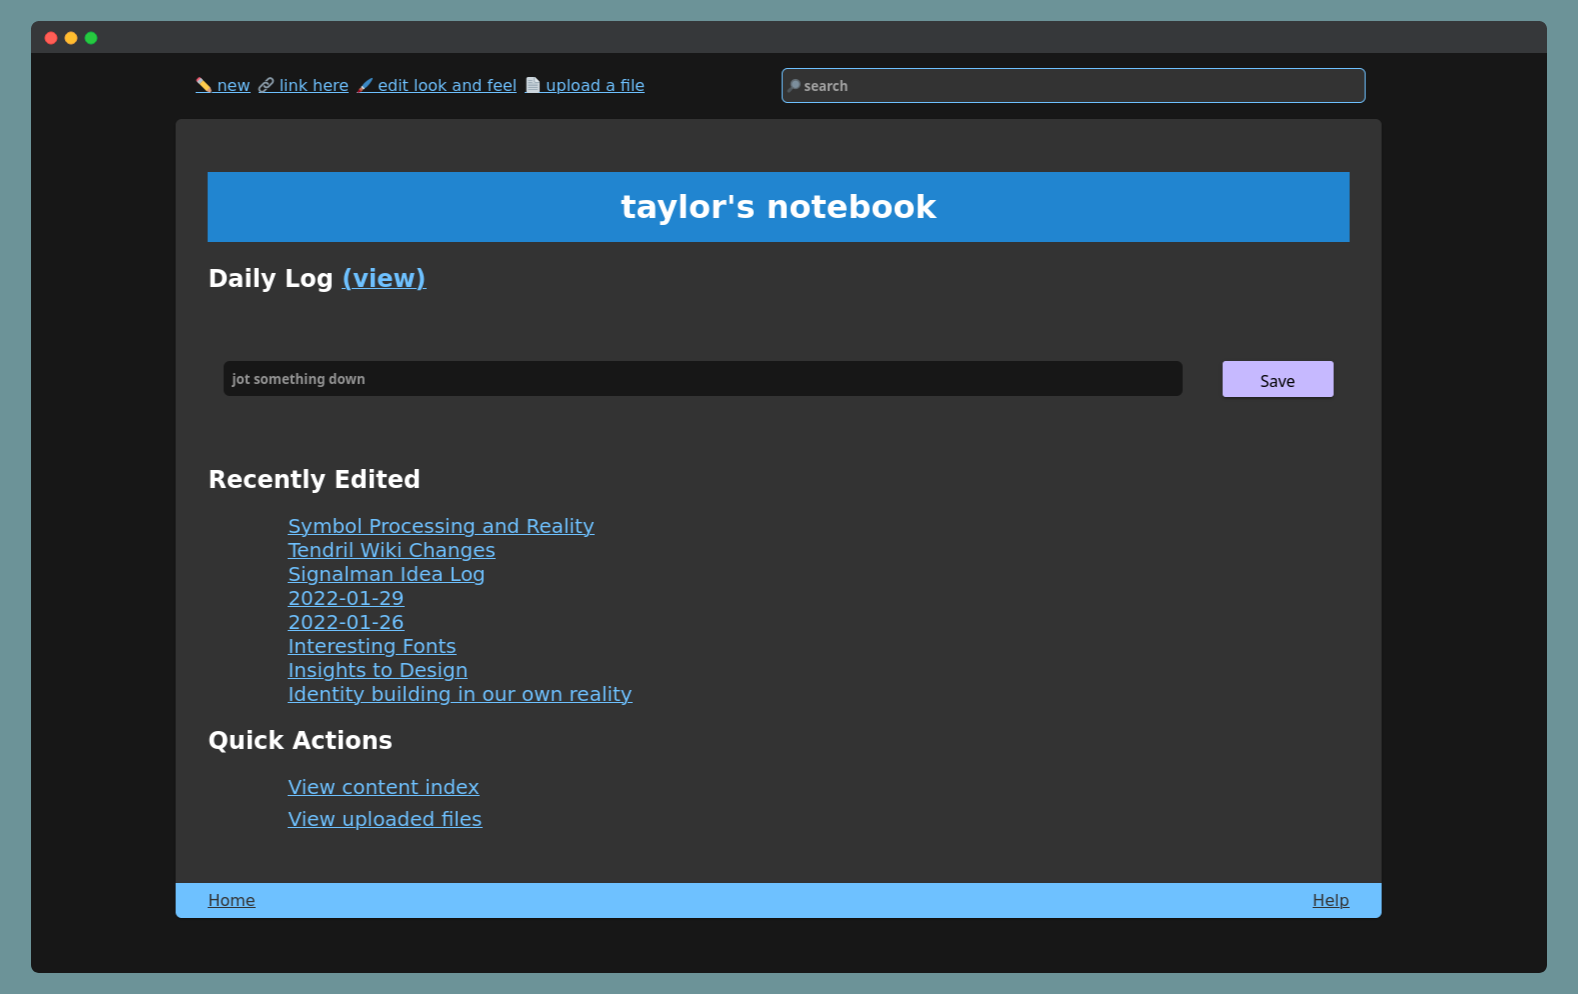 new link here edit look and feel upload a file
search
taylor's notebook
Daily Log (view)
jot something down
Save
Recently Edited
Symbol Processing and Reality
Tendril Wiki Changes
Signalman Idea Log
2022-01-29
2022-01-26
Interesting Fonts
Insights to Design
Identity building in our own reality
Quick Actions
View content index
View uploaded files
Home
Help